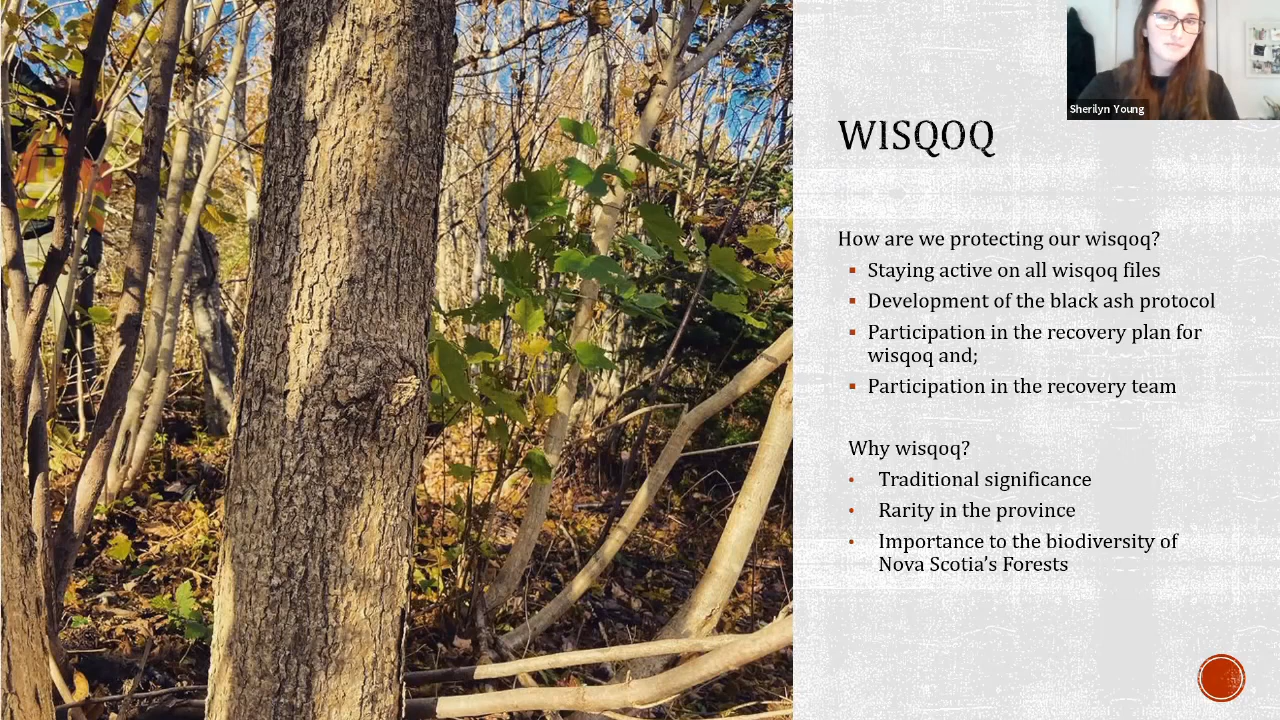 Sherilyn Young
WISQOQ
How are we protecting our wisqoq?
▪ Staying active on all wisqoq files
▪ Development of the black ash protocol
▪ Participation in the recovery plan for
wisqoq and;
▪ Participation in the recovery team
Why wisqoq?
• Traditional significance
• Rarity in the province
• Importance to the biodiversity of
Nova Scotia’s Forests